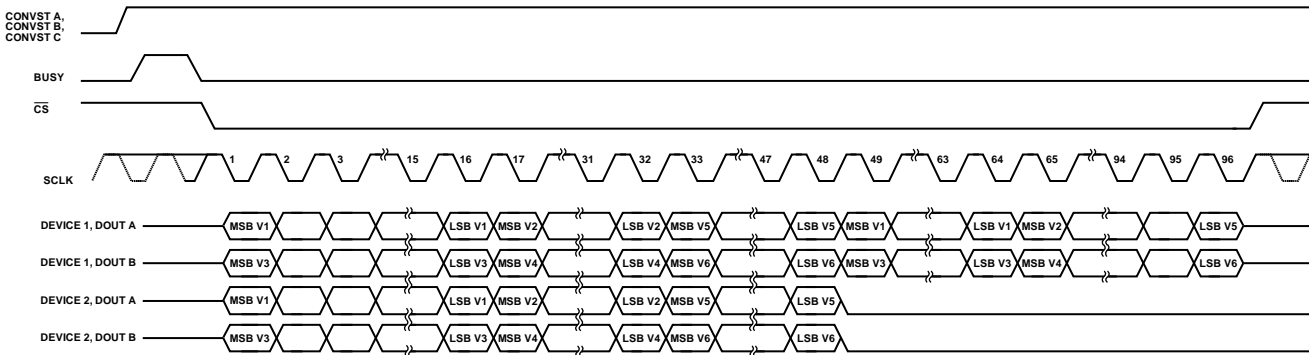 CONVST A,
CONVST B,
CONVST C
BUSY
CS
SCLK 1 2 3 15 16 17 31 32 33 47 48 49 63 64 65 94 95 96
DEVICE 1, DOUT A MSB V1 LSB V1 MSB V2 LSB V2 MSB V5 LSB V5 MSB V1 LSB V1 MSB V2 LSB V5
DEVICE 1, DOUT B MSB V3 LSB V3 MSB V4 LSB V4 MSB V6 LSB V6 MSB V3 LSB V3 MSB V4 LSB V6
DEVICE 2, DOUT A MSB V1 LSB V1 MSB V2 LSB V2 MSB V5 LSB V5
DEVICE 2, DOUT B MSB V3 LSB V3 MSB V4 LSB V4 MSB V6 LSB V6